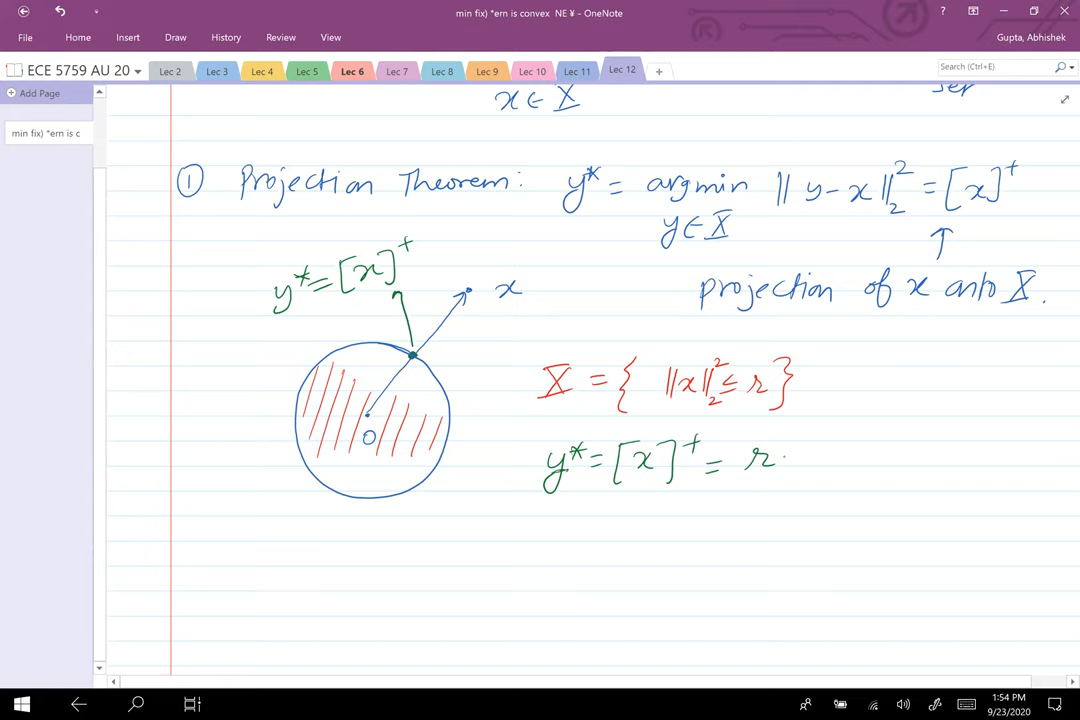 min fix) *ern is convex NE ¥ - OneNote
File Home Insert Draw History Review View Gupta, Abhishek
ECE 5759 AU 20 Lec 2 Lec 3 Lec 4 Lec 5 Lec 6 Lec 7 Lec 8 Lec 9 Lec 10 Lec 11 Lec 12 Search (Ctrl+E)
Add Page
min fix) *ern is c
x ∈ X set
① Projection Theorem: y* = argmin ‖ y-x ‖₂² = [x]⁺
y ∈ X
projection of x onto X.
y* = [x]⁺
x
X = { ‖x‖₂² ≤ r }
O
y* = [x]⁺ = r.
1:54 PM
9/23/2020